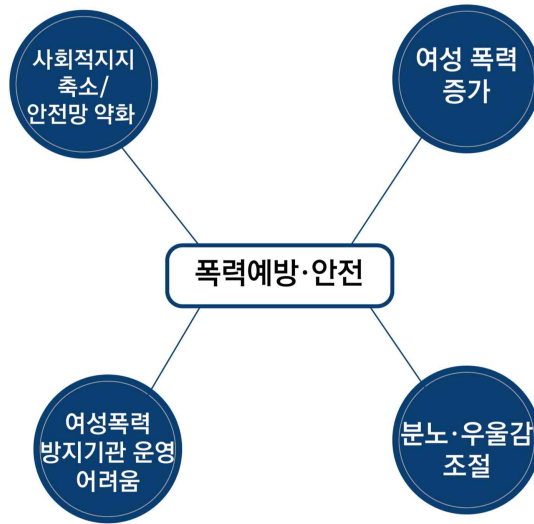 사회적지지
축소/
안전망 약화
여성 폭력
증가
폭력예방·안전
여성폭력
방지기관 운영
어려움
분노·우울감
조절